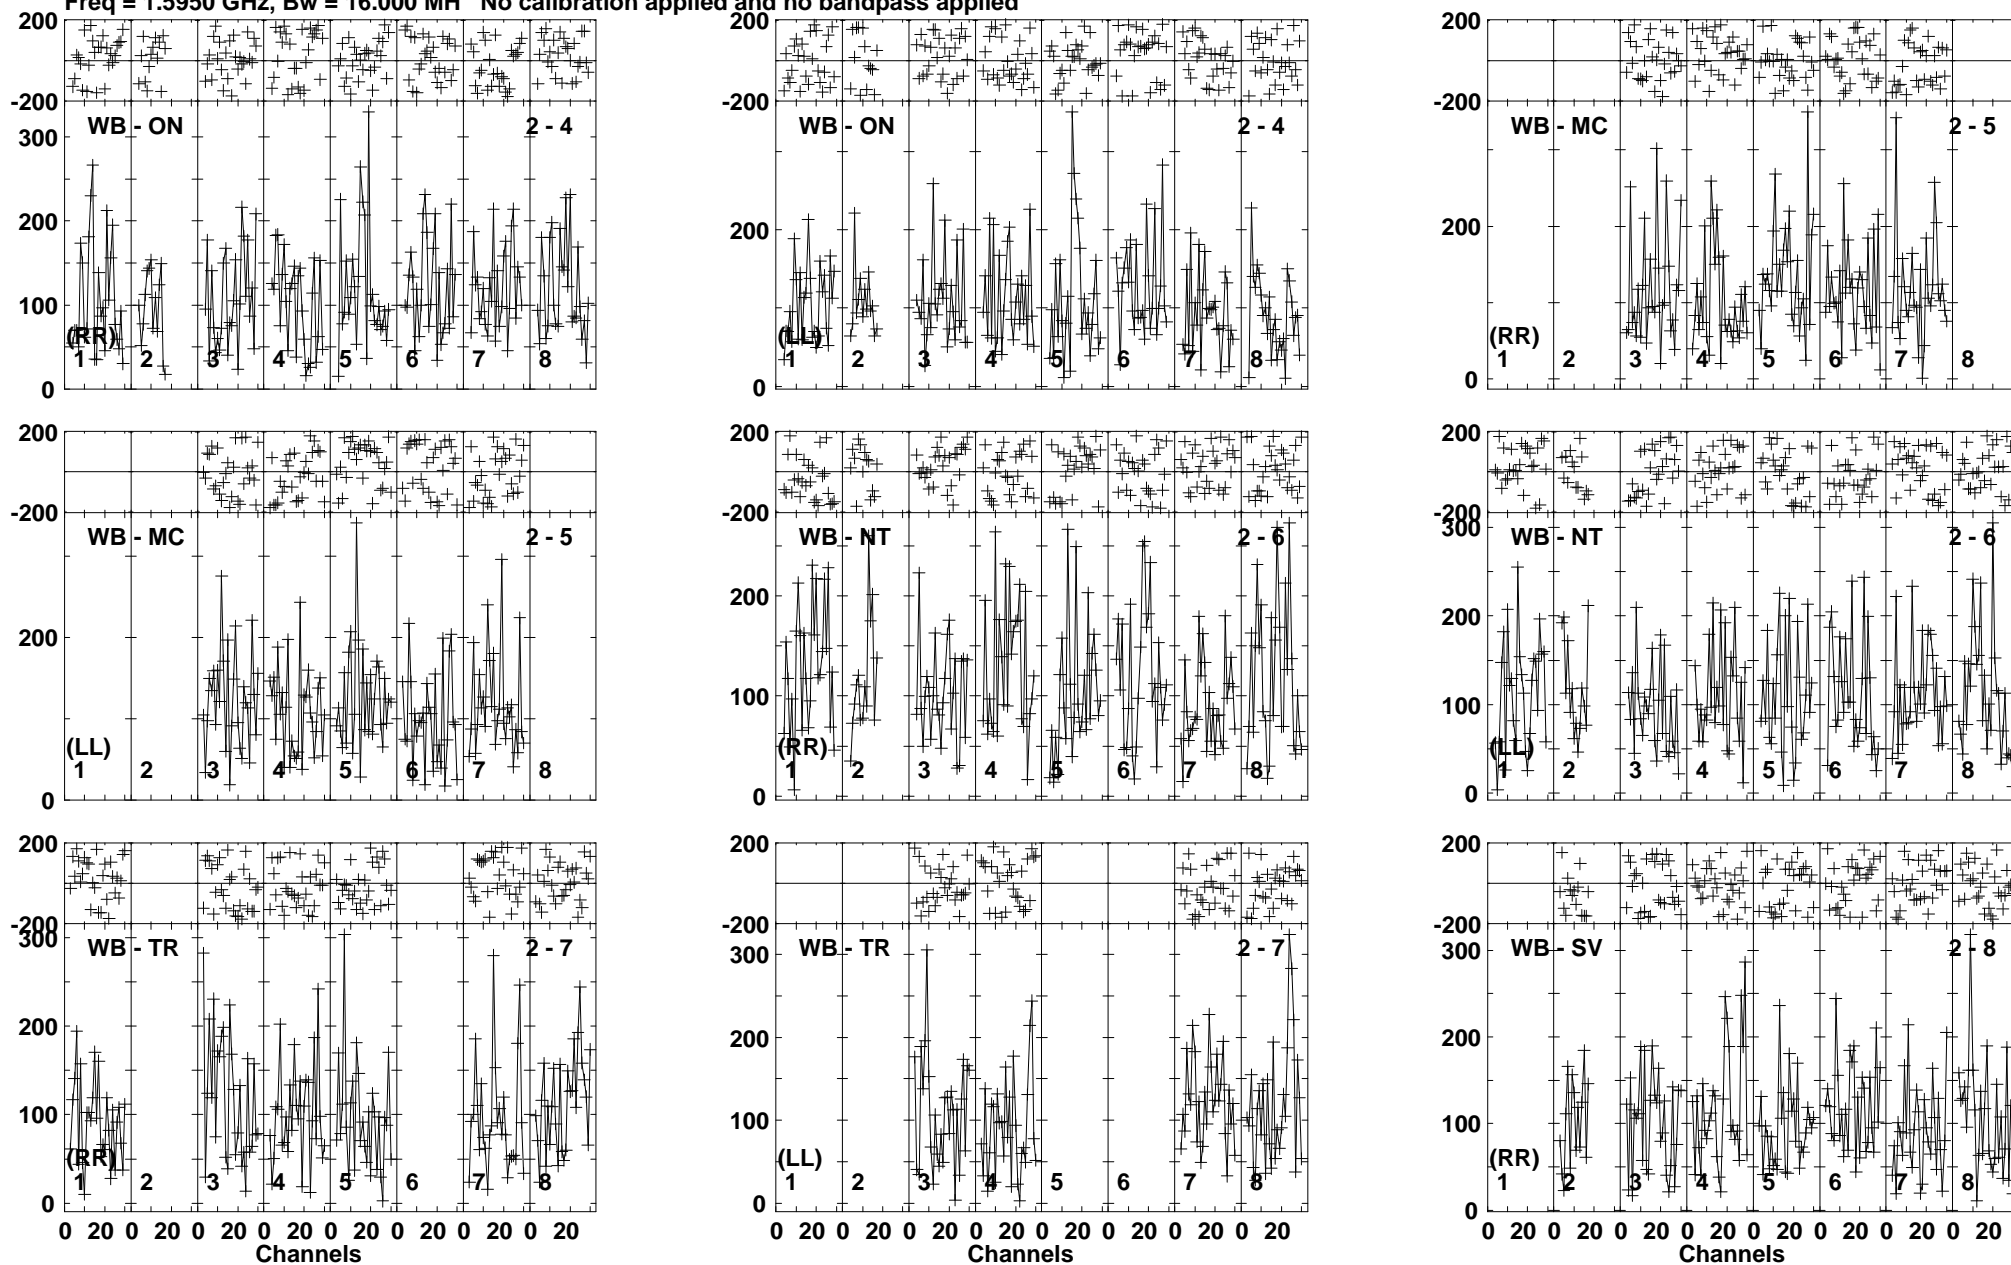 Freq = 1.5950 GHz, Bw = 16.000 MH No calibration applied and no bandpass applied
200 200 200
-200 -200 -200
WB - ON 2 - 4 WB - ON 2 - 4 WB - MC 2 - 5
300
200 200 200
100
(RR) (LL) (RR)
1 2 3 4 5 6 7 8 1 2 3 4 5 6 7 8 1 2 3 4 5 6 7 8
0 0 0
200 200 200
-200 -200 -200
300
WB - MC 2 - 5 WB - NT 2 - 6 WB - NT 2 - 6
200 200 200
100 100
(LL) (RR) (LL)
1 2 3 4 5 6 7 8 1 2 3 4 5 6 7 8 1 2 3 4 5 6 7 8
0 0 0
200 200 200
-200 -200 -200
300 300 300
WB - TR 2 - 7 WB - TR 2 - 7 WB - SV 2 - 8
200 200 200
100 100 100
(RR) (LL) (RR)
1 2 3 4 5 6 7 8 1 2 3 4 5 6 7 8 1 2 3 4 5 6 7 8
0 0 0
0 20 0 20 0 20 0 20 0 20 0 20 0 20 0 20 0 20 0 20 0 20 0 20 0 20 0 20 0 20 0 20 0 20 0 20 0 20 0 20 0 20 0 20 0 20 0 20
Channels Channels Channels